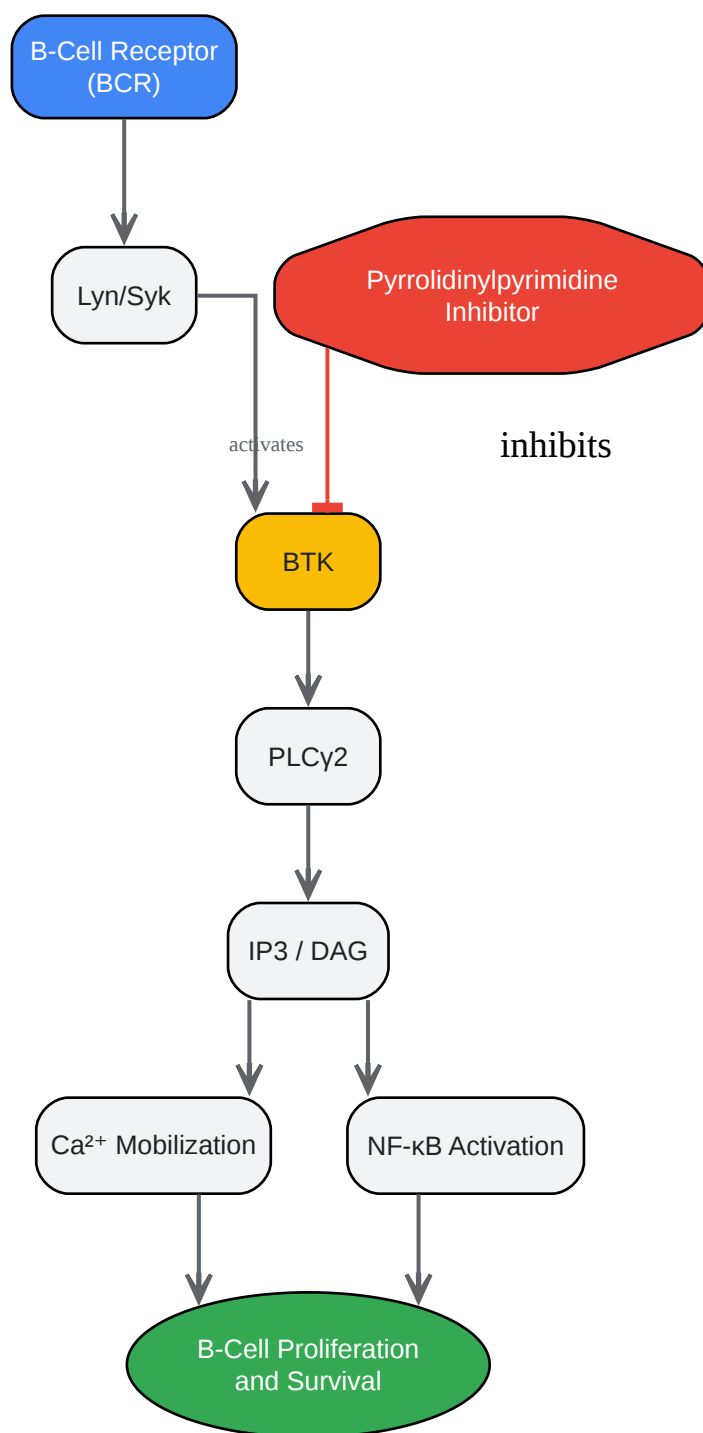 B-Cell Receptor
(BCR)
Lyn/Syk
Pyrrolidinylpyrimidine
Inhibitor
activates
inhibits
BTK
PLCγ2
IP3 / DAG
Ca²⁺ Mobilization
NF-κB Activation
B-Cell Proliferation
and Survival